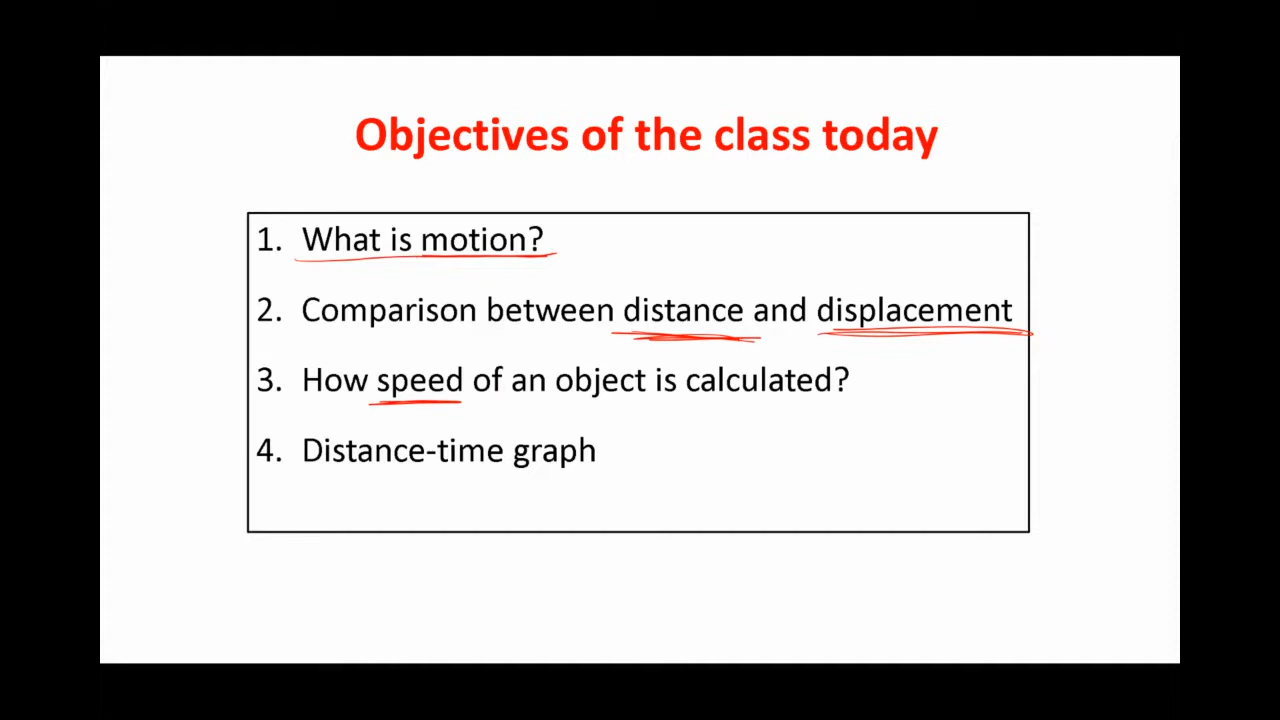 Objectives of the class today
1. What is motion?
2. Comparison between distance and displacement
3. How speed of an object is calculated?
4. Distance-time graph